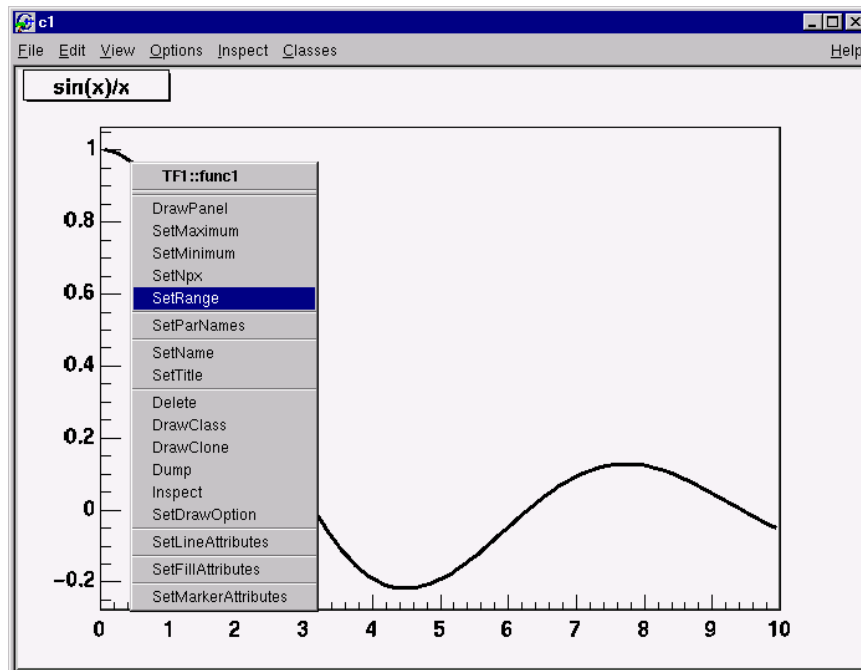 c1
File Edit View Options Inspect Classes Help
sin(x)/x
1
0.8
0.6
0.4
0.2
0
−0.2
TF1::func1
DrawPanel
SetMaximum
SetMinimum
SetNpx
SetRange
SetParNames
SetName
SetTitle
Delete
DrawClass
DrawClone
Dump
Inspect
SetDrawOption
SetLineAttributes
SetFillAttributes
SetMarkerAttributes
0 1 2 3 4 5 6 7 8 9 10